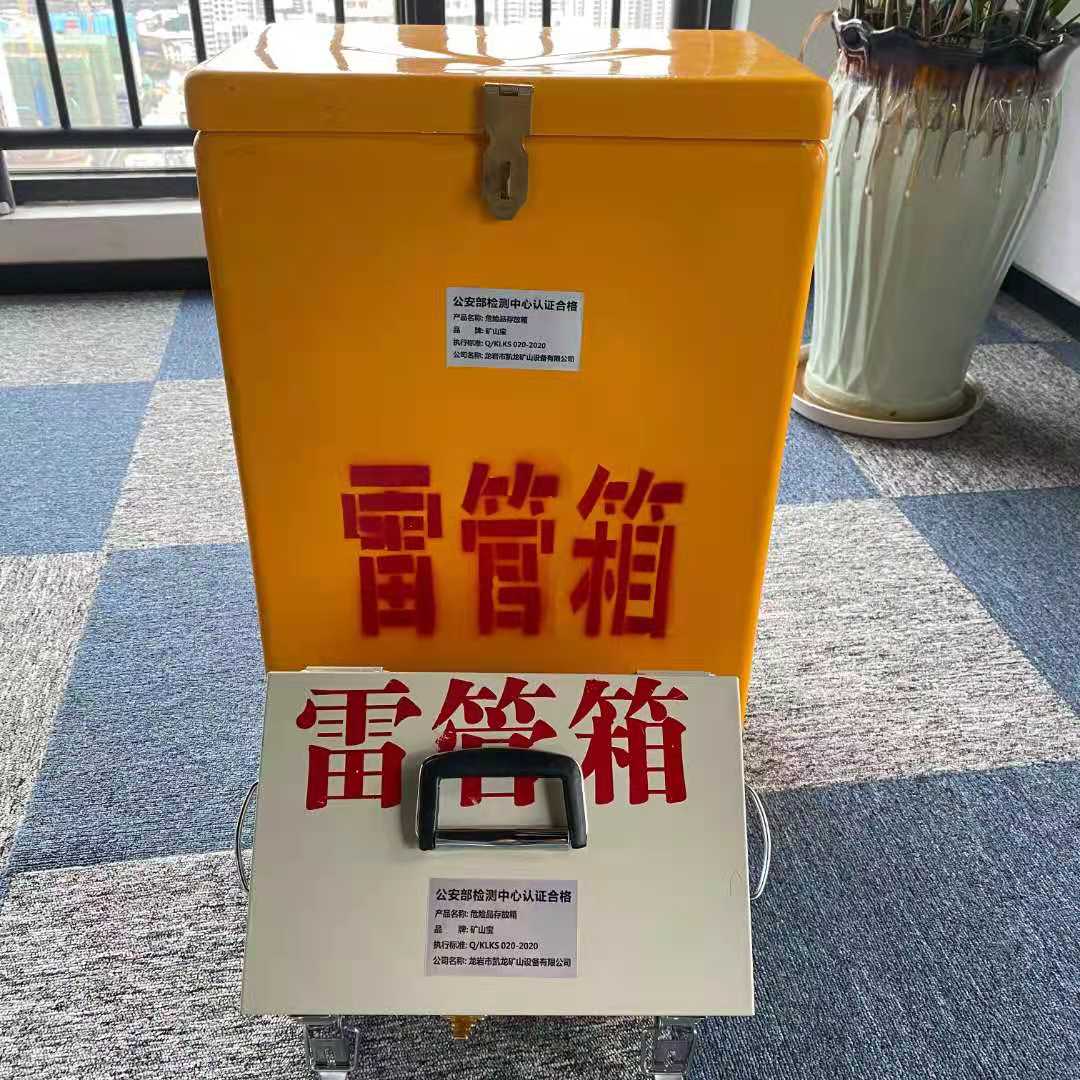 公安部检测中心认证合格
产品名称: 危险品存放箱
品 牌: 矿山宝
执行标准: Q/KLKS 020-2020
公司名称: 龙岩市凯龙矿山设备有限公司
雷管箱
雷管箱
公安部检测中心认证合格
产品名称: 危险品存放箱
品 牌: 矿山宝
执行标准: Q/KLKS 020-2020
公司名称: 龙岩市凯龙矿山设备有限公司